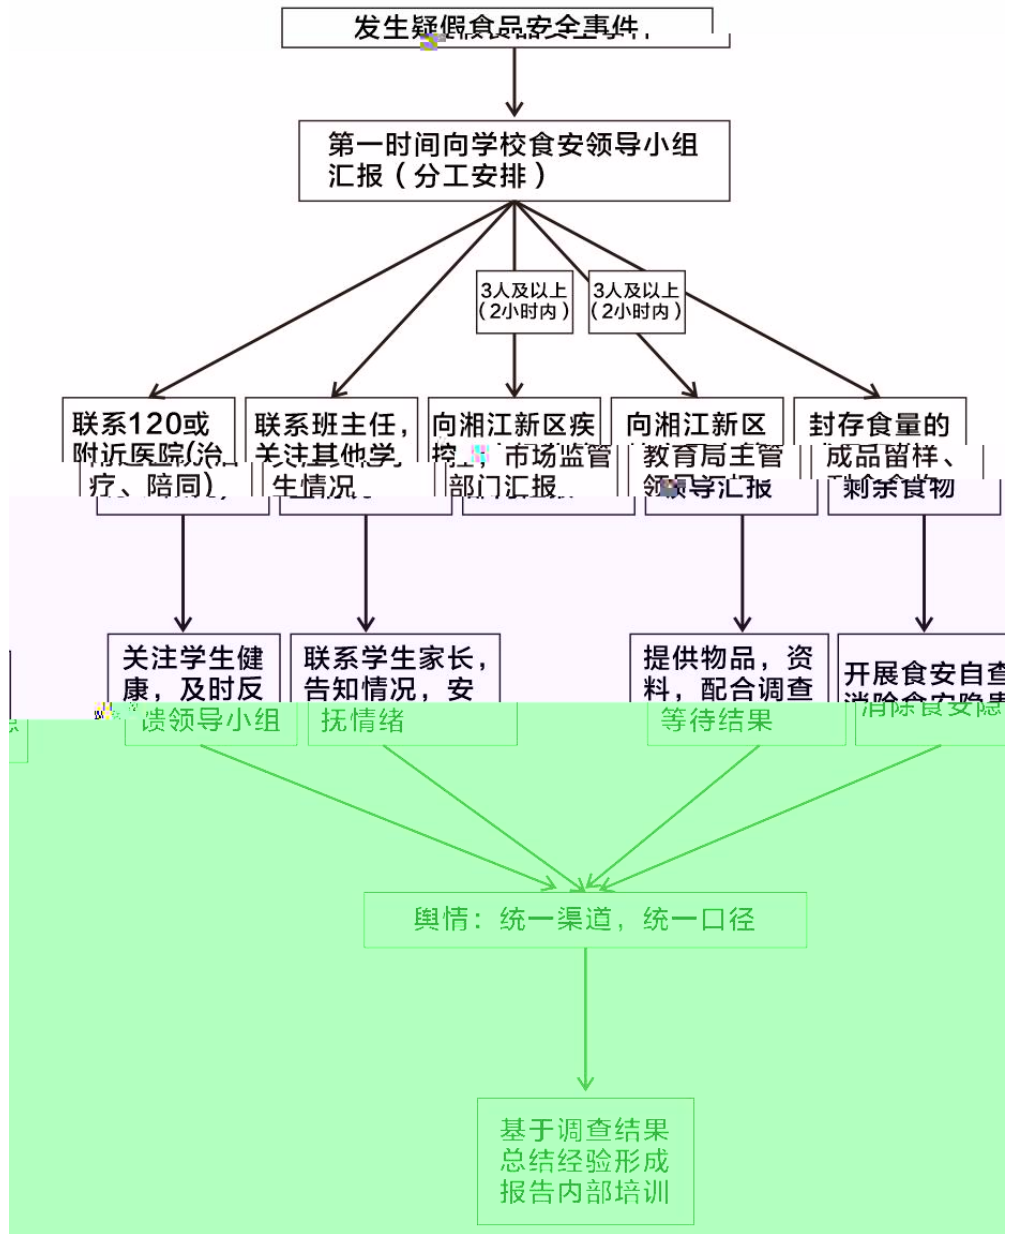 发生疑假食品安全事件
第一时间向学校食安领导小组
汇报（分工安排）
3人及以上
（2小时内）
3人及以上
（2小时内）
联系120或
附近医院(治
疗、陪同)
联系班主任，
关注其他学
生情况
向湘江新区疾
控，市场监管
部门汇报
向湘江新区
教育局主管
领导汇报
封存食量的
成品留样、
剩余食物
关注学生健
康，及时反
馈领导小组
联系学生家长，
告知情况，安
抚情绪
提供物品，资
料，配合调查
等待结果
开展食安自查
消除食安隐
舆情：统一渠道，统一口径
基于调查结果
总结经验形成
报告内部培训